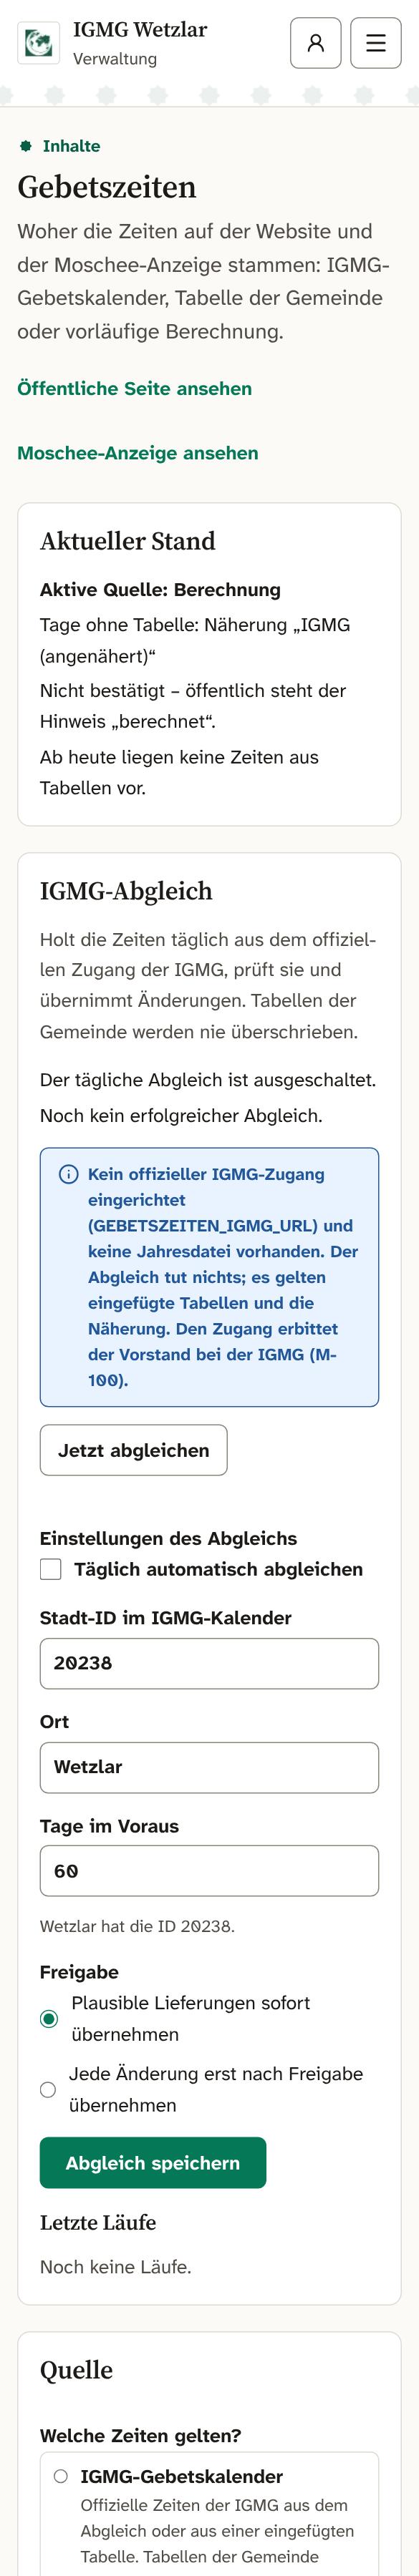 IGMG Wetzlar
Verwaltung
Inhalte
Gebetszeiten
Woher die Zeiten auf der Website und
der Moschee-Anzeige stammen: IGMG-
Gebetskalender, Tabelle der Gemeinde
oder vorläufige Berechnung.
Öffentliche Seite ansehen
Moschee-Anzeige ansehen
Aktueller Stand
Aktive Quelle: Berechnung
Tage ohne Tabelle: Näherung „IGMG
(angenähert)“
Nicht bestätigt – öffentlich steht der
Hinweis „berechnet“.
Ab heute liegen keine Zeiten aus
Tabellen vor.
IGMG-Abgleich
Holt die Zeiten täglich aus dem offiziel-
len Zugang der IGMG, prüft sie und
übernimmt Änderungen. Tabellen der
Gemeinde werden nie überschrieben.
Der tägliche Abgleich ist ausgeschaltet.
Noch kein erfolgreicher Abgleich.
Kein offizieller IGMG-Zugang
eingerichtet
(GEBETSZEITEN_IGMG_URL) und
keine Jahresdatei vorhanden. Der
Abgleich tut nichts; es gelten
eingefügte Tabellen und die
Näherung. Den Zugang erbittet
der Vorstand bei der IGMG (M-
100).
Jetzt abgleichen
Einstellungen des Abgleichs
Täglich automatisch abgleichen
Stadt-ID im IGMG-Kalender
20238
Ort
Wetzlar
Tage im Voraus
60
Wetzlar hat die ID 20238.
Freigabe
Plausible Lieferungen sofort
übernehmen
Jede Änderung erst nach Freigabe
übernehmen
Abgleich speichern
Letzte Läufe
Noch keine Läufe.
Quelle
Welche Zeiten gelten?
IGMG-Gebetskalender
Offizielle Zeiten der IGMG aus dem
Abgleich oder aus einer eingefügten
Tabelle. Tabellen der Gemeinde